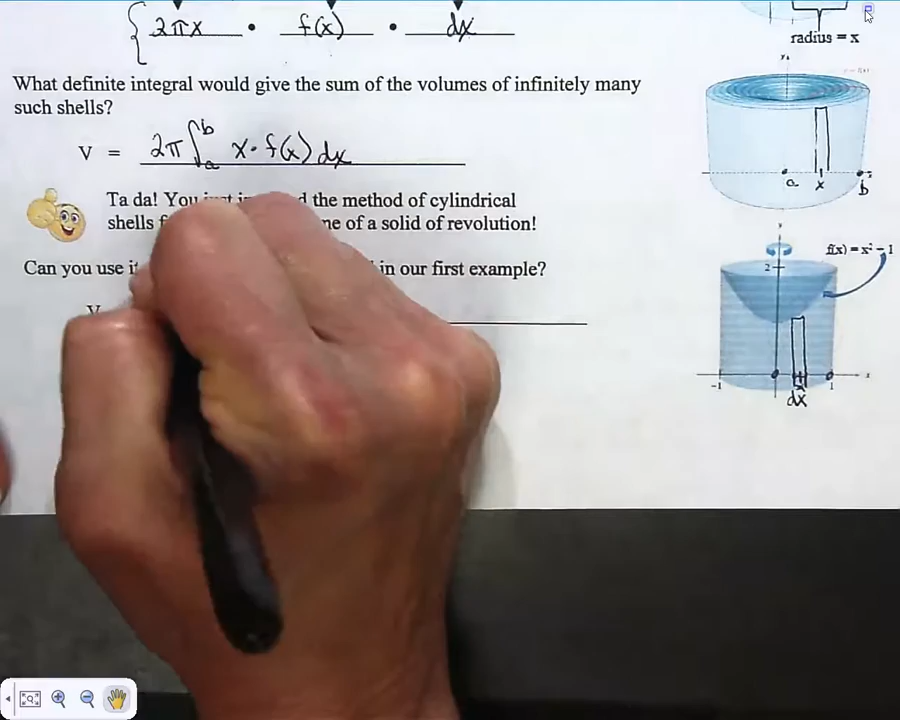 2πx · f(x) · dx
radius = x
What definite integral would give the sum of the volumes of infinitely many
such shells?
V = 2π∫ₐᵇ x · f(x) dx
a x b
Ta da! You just the method of cylindrical
shells of a solid of revolution!
Can you use in our first example?
V
f(x) = x² − 1
y
2
-1 1 x
dx